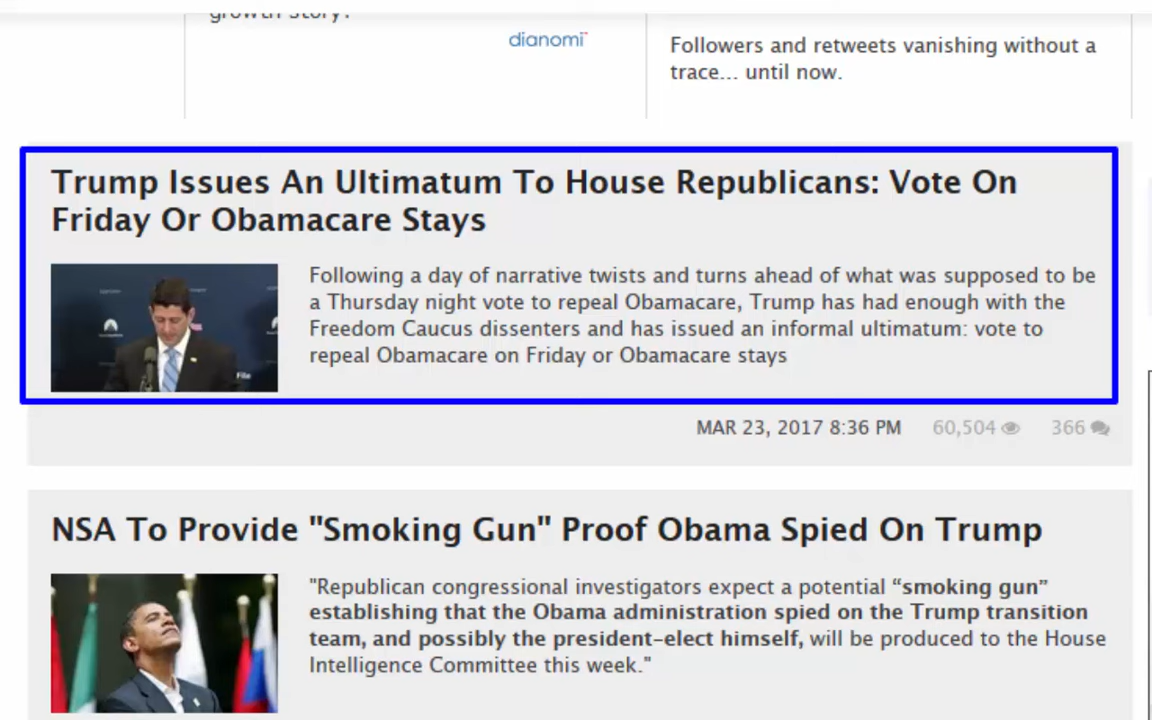 growth story?
dianomi
Followers and retweets vanishing without a
trace... until now.
Trump Issues An Ultimatum To House Republicans: Vote On
Friday Or Obamacare Stays
Following a day of narrative twists and turns ahead of what was supposed to be
a Thursday night vote to repeal Obamacare, Trump has had enough with the
Freedom Caucus dissenters and has issued an informal ultimatum: vote to
repeal Obamacare on Friday or Obamacare stays
File
MAR 23, 2017 8:36 PM 60,504 366
NSA To Provide "Smoking Gun" Proof Obama Spied On Trump
"Republican congressional investigators expect a potential “smoking gun”
establishing that the Obama administration spied on the Trump transition
team, and possibly the president-elect himself, will be produced to the House
Intelligence Committee this week."